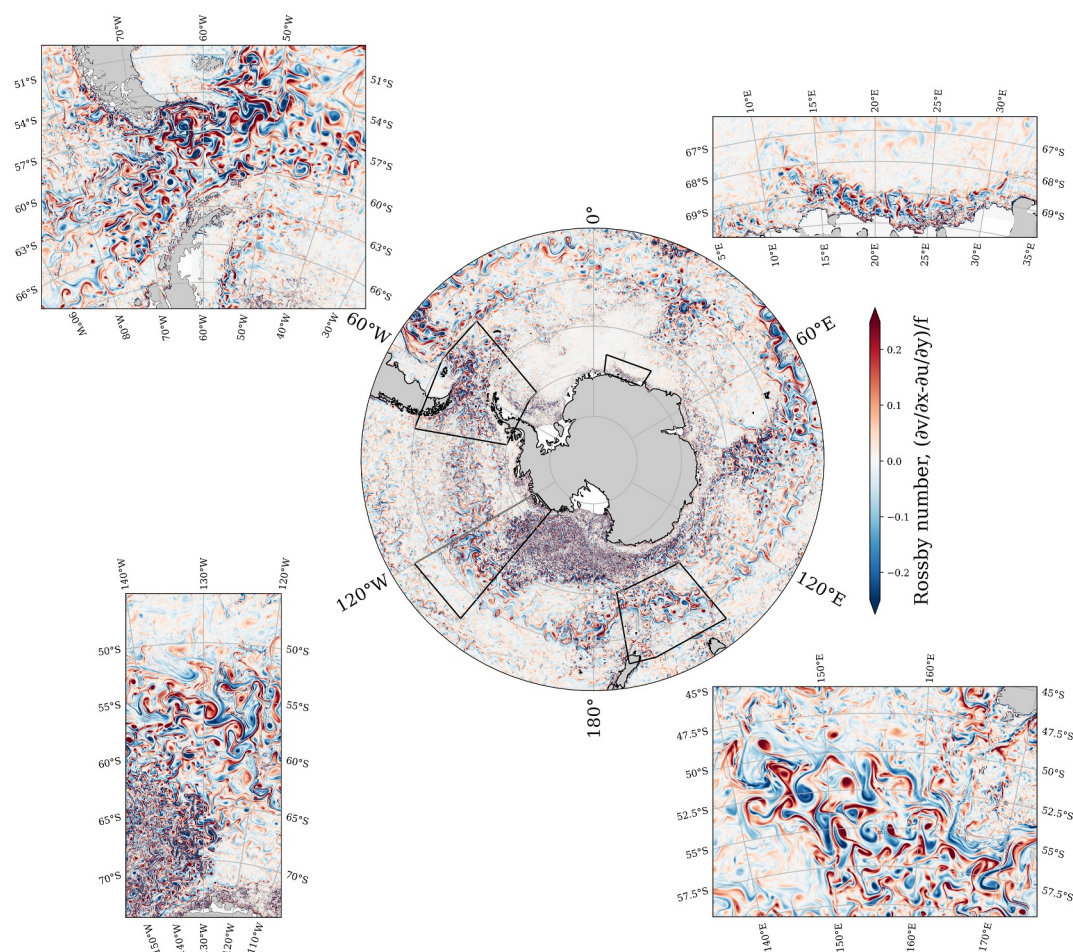 70°W 60°W 50°W
51°S 51°S
54°S 54°S
57°S 57°S
60°S 60°S
63°S 63°S
66°S 66°S
90°W 80°W 70°W 60°W 50°W 40°W 30°W
10°E 15°E 20°E 25°E 30°E
67°S 67°S
68°S 68°S
69°S 69°S
5°E 10°E 15°E 20°E 25°E 30°E 35°E
0°
60°W 60°E
120°W 120°E
180°
0.2
0.1
0.0
−0.1
−0.2
Rossby number, (∂v/∂x-∂u/∂y)/f
140°W 130°W 120°W
50°S 50°S
55°S 55°S
60°S 60°S
65°S 65°S
70°S 70°S
150°W 140°W 130°W 120°W 110°W
150°E 160°E
45°S 45°S
47.5°S 47.5°S
50°S 50°S
52.5°S 52.5°S
55°S 55°S
57.5°S 57.5°S
140°E 150°E 160°E 170°E